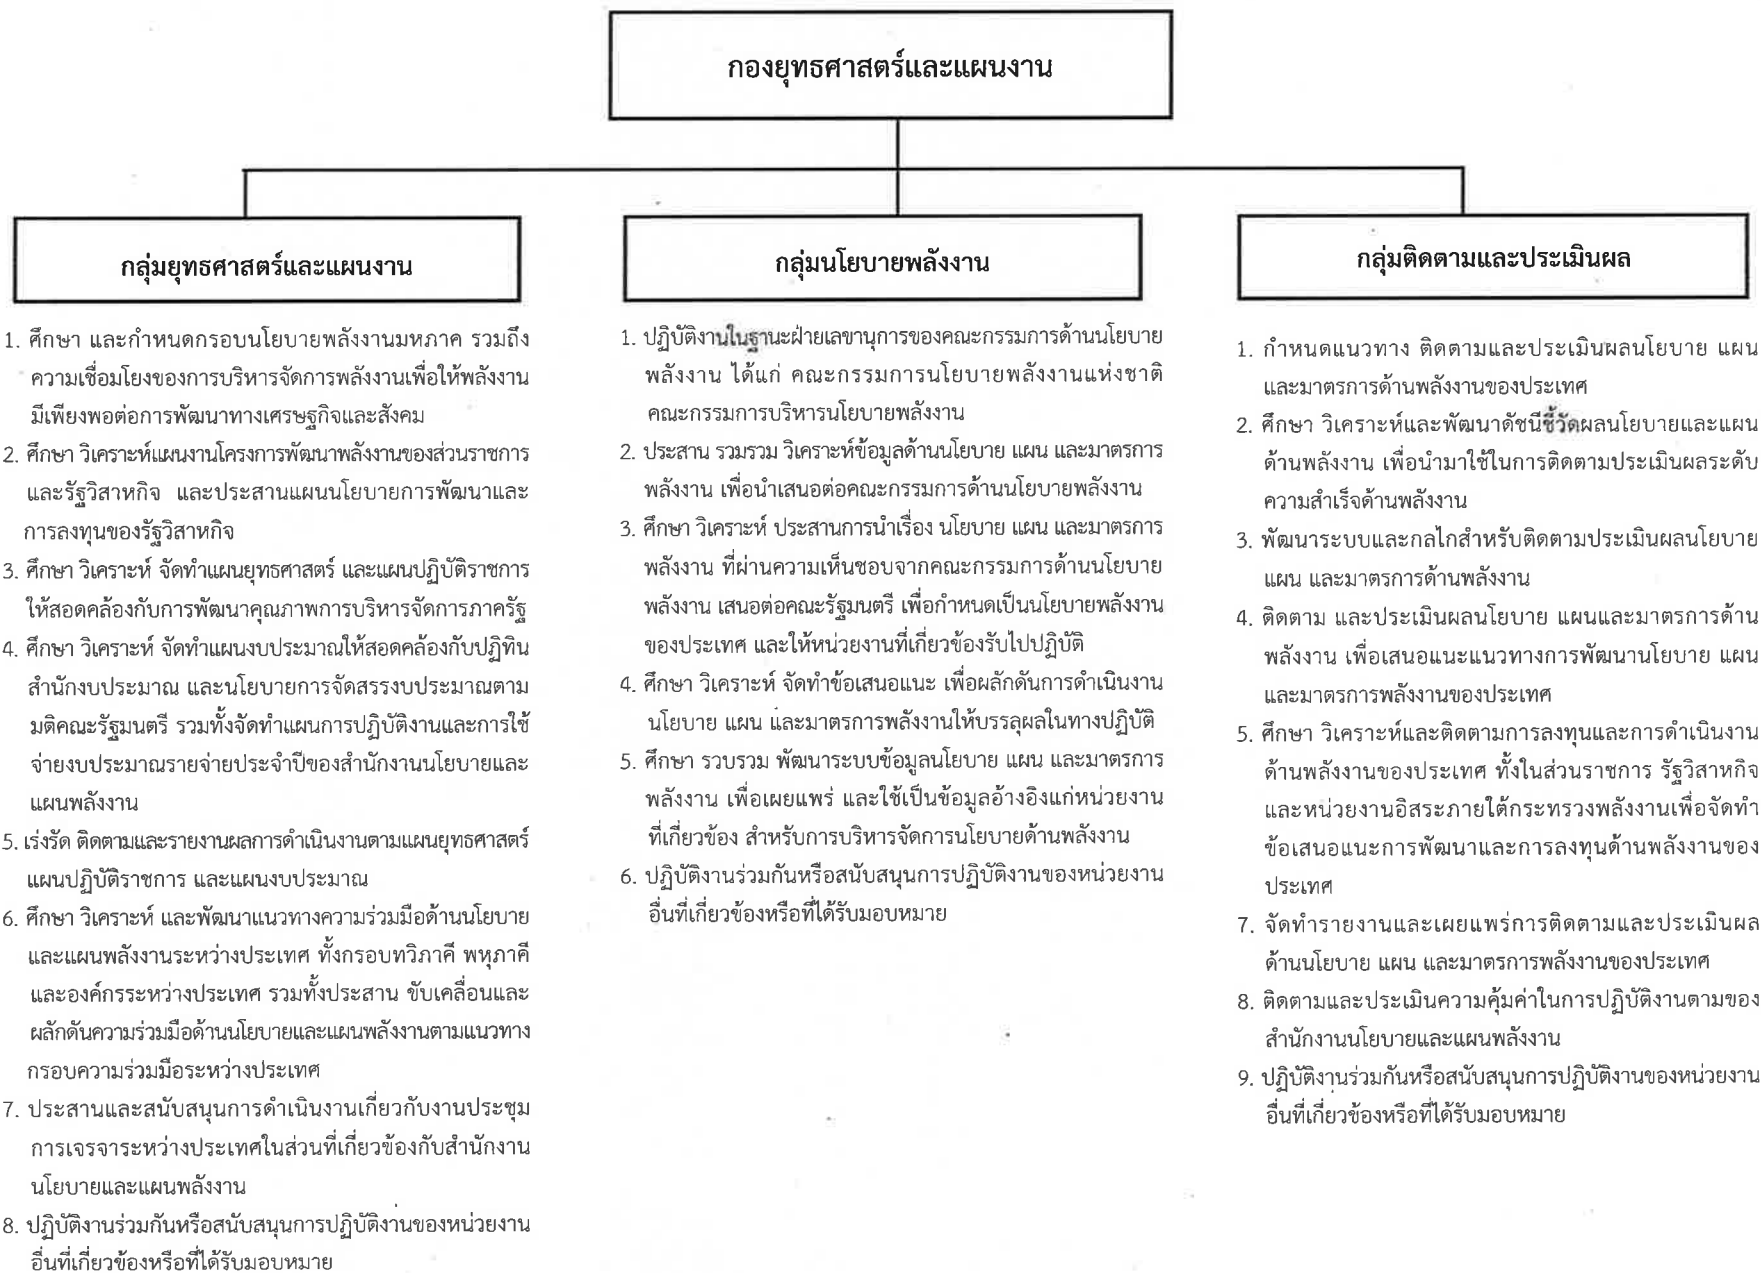 กองยุทธศาสตร์และแผนงาน
กลุ่มยุทธศาสตร์และแผนงาน
1. ศึกษา และกำหนดกรอบนโยบายพลังงานมหภาค รวมถึง
ความเชื่อมโยงของการบริหารจัดการพลังงานเพื่อให้พลังงาน
มีเพียงพอต่อการพัฒนาทางเศรษฐกิจและสังคม
2. ศึกษา วิเคราะห์แผนงานโครงการพัฒนาพลังงานของส่วนราชการ
และรัฐวิสาหกิจ และประสานแผนนโยบายการพัฒนาและ
การลงทุนของรัฐวิสาหกิจ
3. ศึกษา วิเคราะห์ จัดทำแผนยุทธศาสตร์ และแผนปฏิบัติราชการ
ให้สอดคล้องกับการพัฒนาคุณภาพการบริหารจัดการภาครัฐ
4. ศึกษา วิเคราะห์ จัดทำแผนงบประมาณให้สอดคล้องกับปฏิทิน
สำนักงบประมาณ และนโยบายการจัดสรรงบประมาณตาม
มติคณะรัฐมนตรี รวมทั้งจัดทำแผนการปฏิบัติงานและการใช้
จ่ายงบประมาณรายจ่ายประจำปีของสำนักงานนโยบายและ
แผนพลังงาน
5. เร่งรัด ติดตามและรายงานผลการดำเนินงานตามแผนยุทธศาสตร์
แผนปฏิบัติราชการ และแผนงบประมาณ
6. ศึกษา วิเคราะห์ และพัฒนาแนวทางความร่วมมือด้านนโยบาย
และแผนพลังงานระหว่างประเทศ ทั้งกรอบทวิภาคี พหุภาคี
และองค์กรระหว่างประเทศ รวมทั้งประสาน ขับเคลื่อนและ
ผลักดันความร่วมมือด้านนโยบายและแผนพลังงานตามแนวทาง
กรอบความร่วมมือระหว่างประเทศ
7. ประสานและสนับสนุนการดำเนินงานเกี่ยวกับงานประชุม
การเจรจาระหว่างประเทศในส่วนที่เกี่ยวข้องกับสำนักงาน
นโยบายและแผนพลังงาน
8. ปฏิบัติงานร่วมกันหรือสนับสนุนการปฏิบัติงานของหน่วยงาน
อื่นที่เกี่ยวข้องหรือที่ได้รับมอบหมาย
กลุ่มนโยบายพลังงาน
1. ปฏิบัติงานในฐานะฝ่ายเลขานุการของคณะกรรมการด้านนโยบาย
พลังงาน ได้แก่ คณะกรรมการนโยบายพลังงานแห่งชาติ
คณะกรรมการบริหารนโยบายพลังงาน
2. ประสาน รวมรวม วิเคราะห์ข้อมูลด้านนโยบาย แผน และมาตรการ
พลังงาน เพื่อนำเสนอต่อคณะกรรมการด้านนโยบายพลังงาน
3. ศึกษา วิเคราะห์ ประสานการนำเรื่อง นโยบาย แผน และมาตรการ
พลังงาน ที่ผ่านความเห็นชอบจากคณะกรรมการด้านนโยบาย
พลังงาน เสนอต่อคณะรัฐมนตรี เพื่อกำหนดเป็นนโยบายพลังงาน
ของประเทศ และให้หน่วยงานที่เกี่ยวข้องรับไปปฏิบัติ
4. ศึกษา วิเคราะห์ จัดทำข้อเสนอแนะ เพื่อผลักดันการดำเนินงาน
นโยบาย แผน และมาตรการพลังงานให้บรรลุผลในทางปฏิบัติ
5. ศึกษา รวบรวม พัฒนาระบบข้อมูลนโยบาย แผน และมาตรการ
พลังงาน เพื่อเผยแพร่ และใช้เป็นข้อมูลอ้างอิงแก่หน่วยงาน
ที่เกี่ยวข้อง สำหรับการบริหารจัดการนโยบายด้านพลังงาน
6. ปฏิบัติงานร่วมกันหรือสนับสนุนการปฏิบัติงานของหน่วยงาน
อื่นที่เกี่ยวข้องหรือที่ได้รับมอบหมาย
กลุ่มติดตามและประเมินผล
1. กำหนดแนวทาง ติดตามและประเมินผลนโยบาย แผน
และมาตรการด้านพลังงานของประเทศ
2. ศึกษา วิเคราะห์และพัฒนาดัชนีชี้วัดผลนโยบายและแผน
ด้านพลังงาน เพื่อนำมาใช้ในการติดตามประเมินผลระดับ
ความสำเร็จด้านพลังงาน
3. พัฒนาระบบและกลไกสำหรับติดตามประเมินผลนโยบาย
แผน และมาตรการด้านพลังงาน
4. ติดตาม และประเมินผลนโยบาย แผนและมาตรการด้าน
พลังงาน เพื่อเสนอแนะแนวทางการพัฒนานโยบาย แผน
และมาตรการพลังงานของประเทศ
5. ศึกษา วิเคราะห์และติดตามการลงทุนและการดำเนินงาน
ด้านพลังงานของประเทศ ทั้งในส่วนราชการ รัฐวิสาหกิจ
และหน่วยงานอิสระภายใต้กระทรวงพลังงานเพื่อจัดทำ
ข้อเสนอแนะการพัฒนาและการลงทุนด้านพลังงานของ
ประเทศ
7. จัดทำรายงานและเผยแพร่การติดตามและประเมินผล
ด้านนโยบาย แผน และมาตรการพลังงานของประเทศ
8. ติดตามและประเมินความคุ้มค่าในการปฏิบัติงานตามของ
สำนักงานนโยบายและแผนพลังงาน
9. ปฏิบัติงานร่วมกันหรือสนับสนุนการปฏิบัติงานของหน่วยงาน
อื่นที่เกี่ยวข้องหรือที่ได้รับมอบหมาย